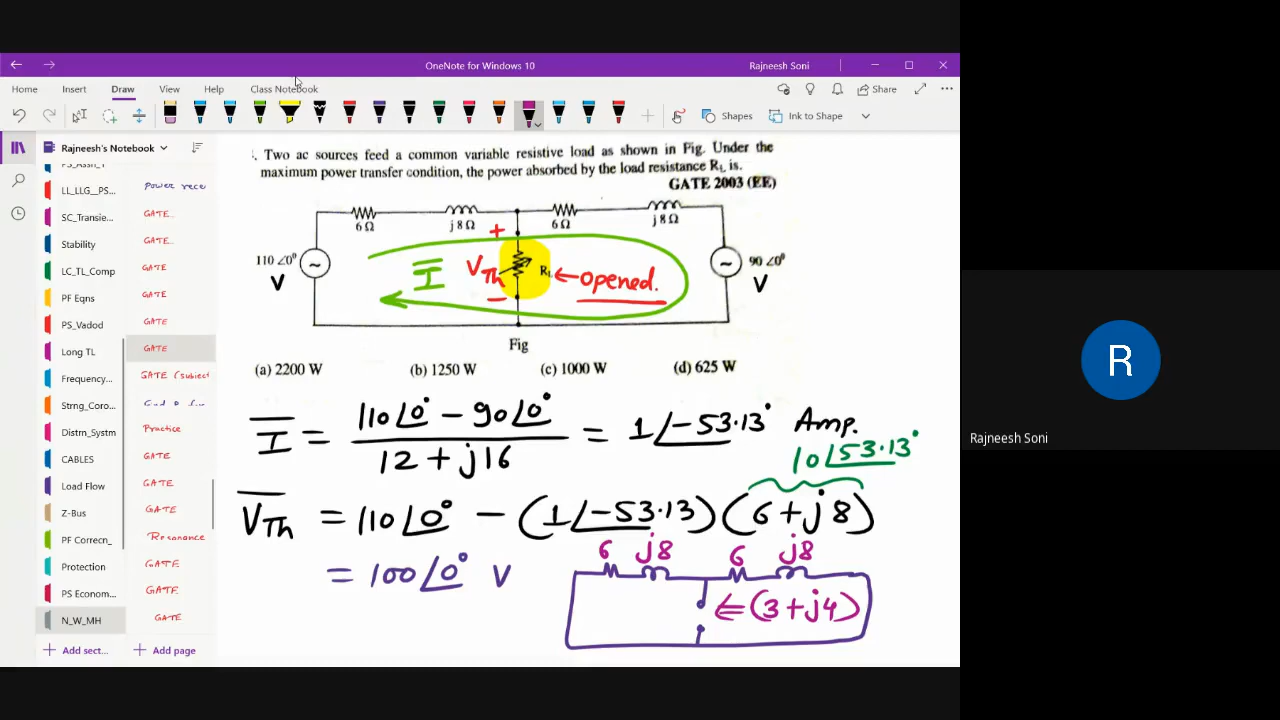 OneNote for Windows 10
Rajneesh Soni
Home Insert Draw View Help Class Notebook
Share
Shapes
Ink to Shape
Rajneesh's Notebook
PS_Assn_1
LL_LLG__PS...
SC_Transie...
Stability
LC_TL_Comp
PF Eqns
PS_Vadod
Long TL
Frequency...
Strng_Coro...
Distrn_Systm
CABLES
Load Flow
Z-Bus
PF Correcn_
Protection
PS Econom...
N_W_MH
Add sect...
Power rece
GATE
GATE
GATE
GATE
GATE
GATE
GATE (subject
Practice
GATE
GATE
Resonance
GATE
GATE
GATE
Add page
Two ac sources feed a common variable resistive load as shown in Fig. Under the
maximum power transfer condition, the power absorbed by the load resistance RL is.
GATE 2003 (EE)
6 Ω
j 8 Ω
6 Ω
j 8 Ω
110 ∠0°
V
~
+
VTh
−
I
RL
← opened.
~
90 ∠0°
V
Fig
(a) 2200 W (b) 1250 W (c) 1000 W (d) 625 W
I = (110∠0° − 90∠0°) / (12 + j16) = 1∠−53.13° Amp.
10∠53.13°
VTh = 110∠0° − (1∠−53.13)(6+j8)
= 100∠0° V
6 j8 6 j8
⇐ (3+j4)
R
Rajneesh Soni